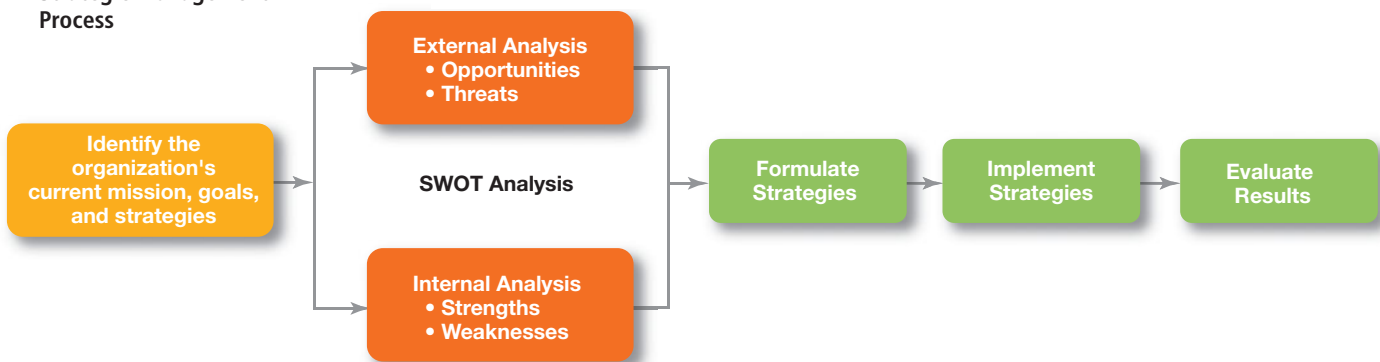 Process
Identify the
organization's
current mission, goals,
and strategies
External Analysis
• Opportunities
• Threats
SWOT Analysis
Internal Analysis
• Strengths
• Weaknesses
Formulate
Strategies
Implement
Strategies
Evaluate
Results